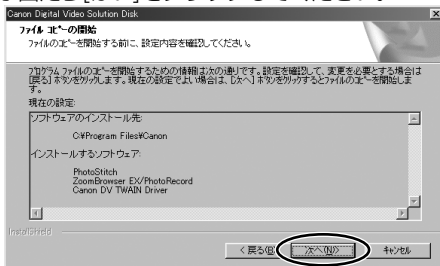 Canon Digital Video Solution Disk
ファイル コピーの開始
ファイルのコピーを開始する前に、設定内容を確認してください。
プログラム ファイルのコピーを開始するための情報は次の通りです。設定を確認して、変更を必要とする場合は
[戻る] ボタンをクリックします。現在の設定でよい場合は、[次へ] ボタンをクリックするとファイルのコピーを開始しま
す。
現在の設定:
ソフトウェアのインストール先:
C:¥Program Files¥Canon
インストールするソフトウェア:
PhotoStitch
ZoomBrowser EX/PhotoRecord
Canon DV TWAIN Driver
InstallShield
< 戻る(B) 次へ(N)> キャンセル